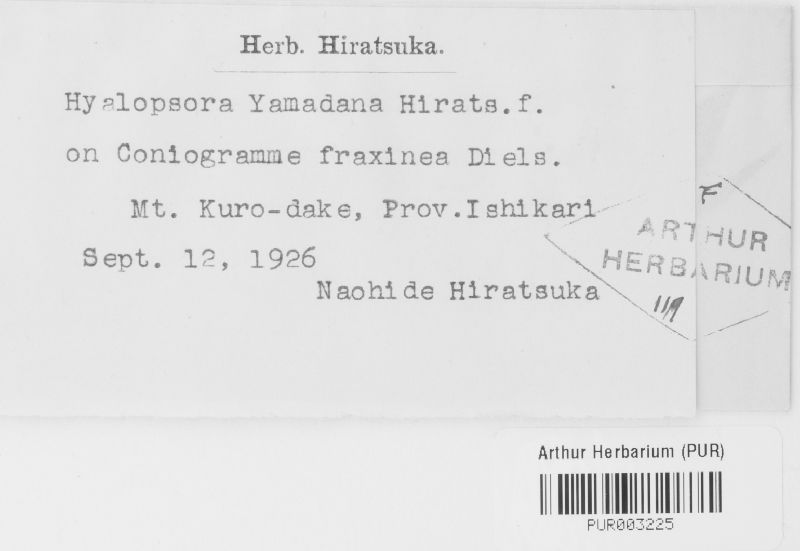 Herb. Hiratsuka.
Hyalopsora Yamadana Hirats.f.
on Coniogramme fraxinea Diels.
Mt. Kuro-dake, Prov.Ishikari
Sept. 12, 1926
Naohide Hiratsuka
F
ARTHUR
HERBARIUM
119
Arthur Herbarium (PUR)
PUR003225